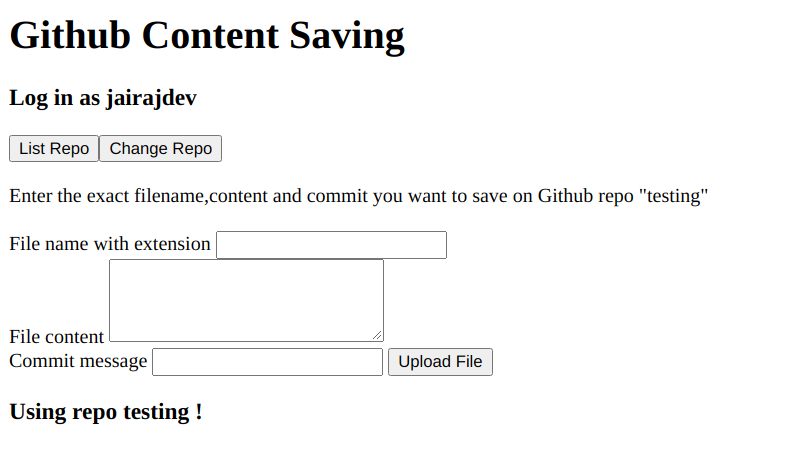 Github Content Saving
Log in as jairajdev
List Repo Change Repo
Enter the exact filename,content and commit you want to save on Github repo "testing"
File name with extension
File content
Commit message Upload File
Using repo testing !